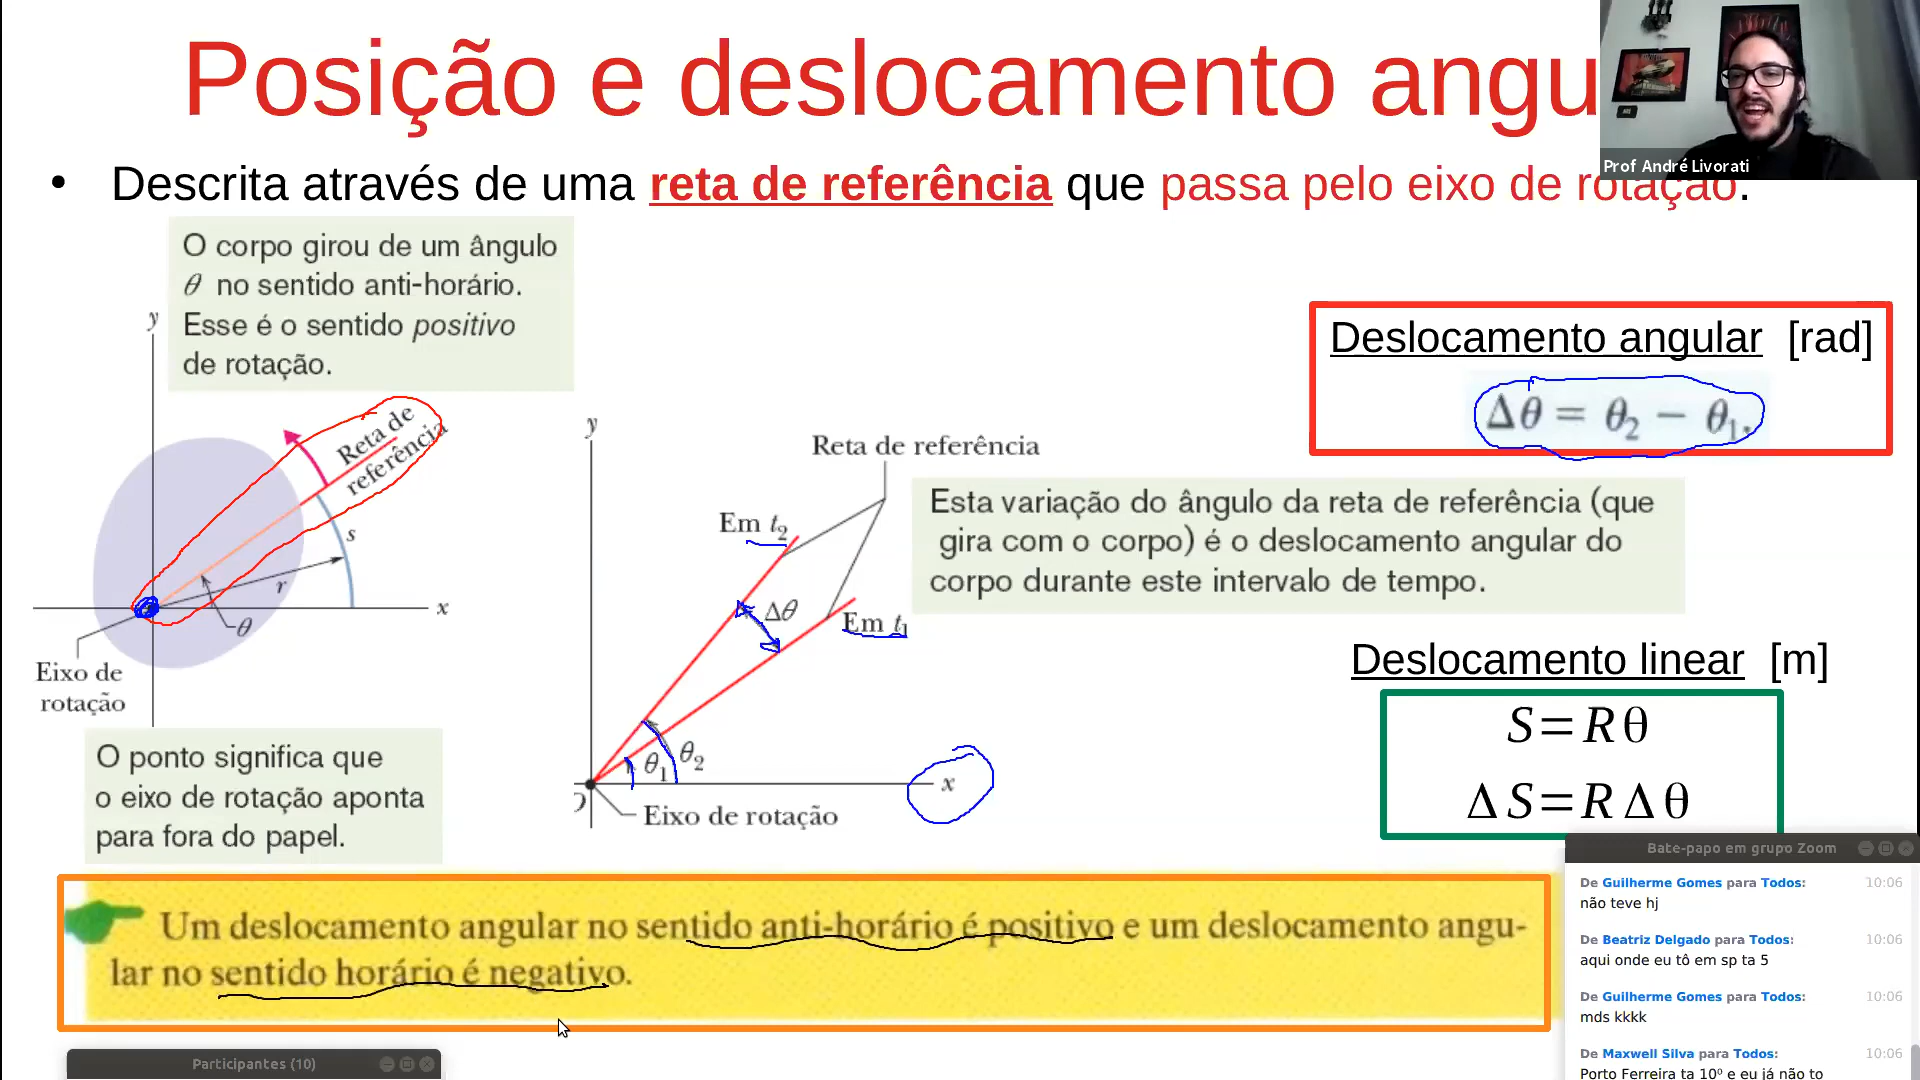 Posição e deslocamento angu
Prof André Livorati
• Descrita através de uma reta de referência que passa pelo eixo de rotação.
O corpo girou de um ângulo
θ no sentido anti-horário.
Esse é o sentido positivo
de rotação.
y
Reta de
referência
s
r
x
θ
Eixo de
rotação
O ponto significa que
o eixo de rotação aponta
para fora do papel.
y
Reta de referência
Em t₂
Δθ
Em t₁
θ₂
θ₁
x
Eixo de rotação
Deslocamento angular [rad]
Δθ = θ₂ − θ₁.
Esta variação do ângulo da reta de referência (que
gira com o corpo) é o deslocamento angular do
corpo durante este intervalo de tempo.
Deslocamento linear [m]
S=Rθ
ΔS=RΔθ
Um deslocamento angular no sentido anti-horário é positivo e um deslocamento angu-
lar no sentido horário é negativo.
Participantes (10)
Bate-papo em grupo Zoom
De Guilherme Gomes para Todos: 10:06
não teve hj
De Beatriz Delgado para Todos: 10:06
aqui onde eu tô em sp ta 5
De Guilherme Gomes para Todos: 10:06
mds kkkk
De Maxwell Silva para Todos: 10:06
Porto Ferreira ta 10º e eu já não to